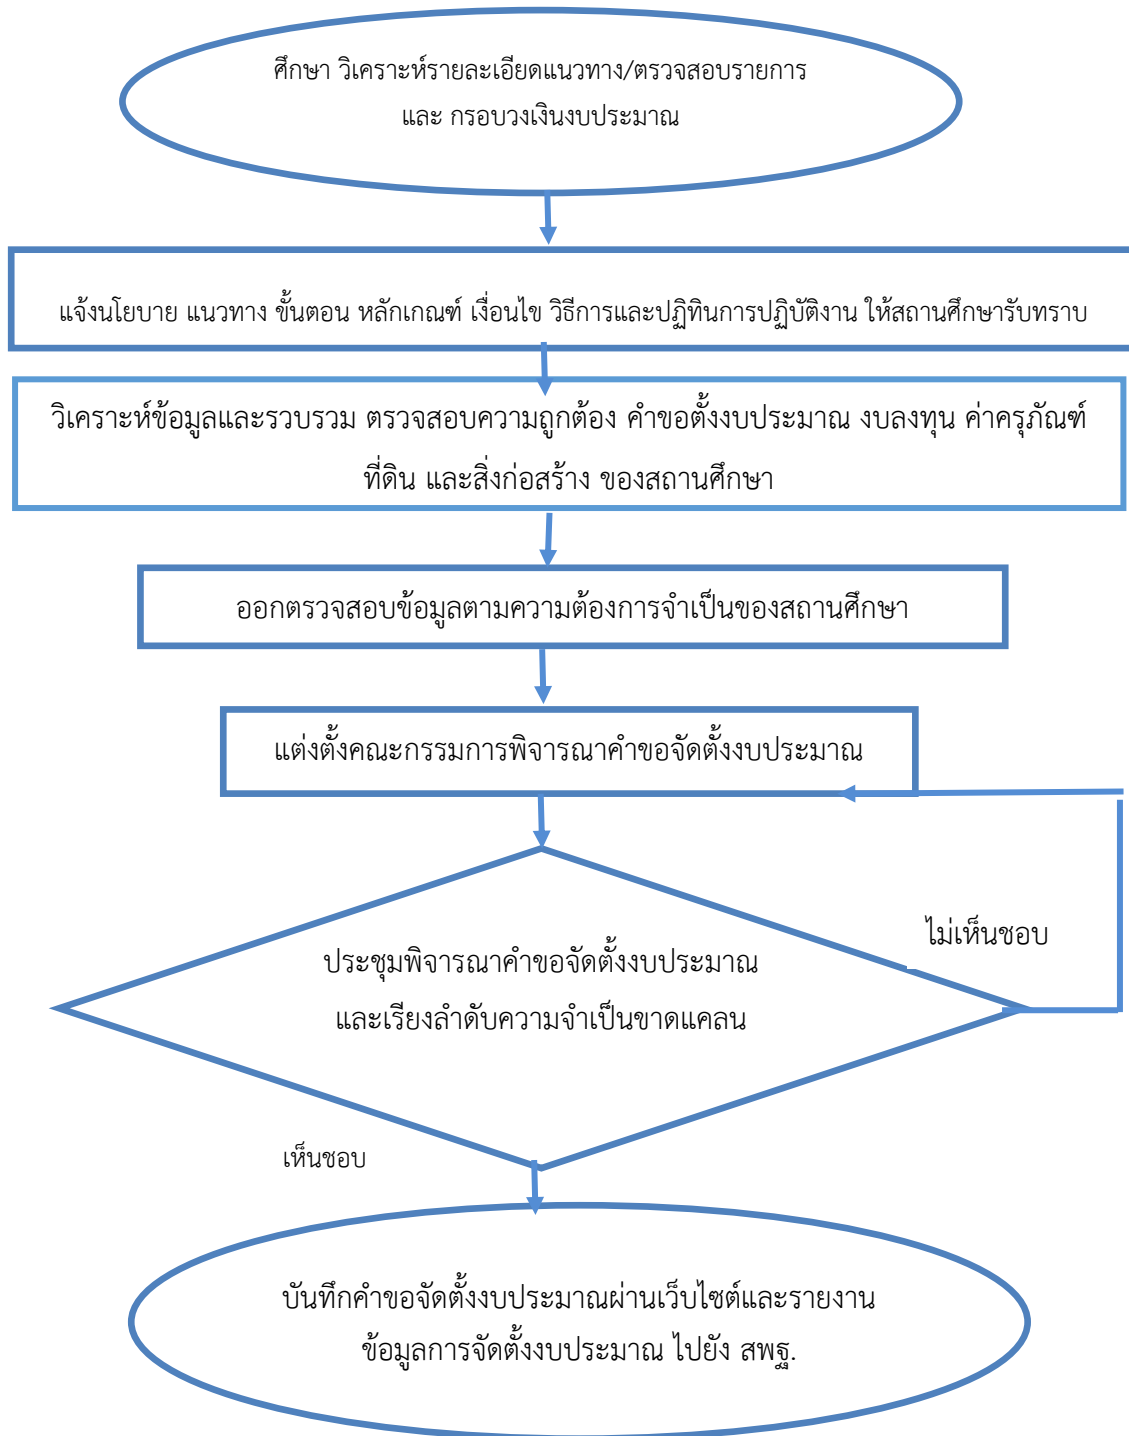 ศึกษา วิเคราะห์รายละเอียดแนวทาง/ตรวจสอบรายการ
และ กรอบวงเงินงบประมาณ
แจ้งนโยบาย แนวทาง ขั้นตอน หลักเกณฑ์ เงื่อนไข วิธีการและปฏิทินการปฏิบัติงาน ให้สถานศึกษารับทราบ
วิเคราะห์ข้อมูลและรวบรวม ตรวจสอบความถูกต้อง คำขอตั้งงบประมาณ งบลงทุน ค่าครุภัณฑ์
ที่ดิน และสิ่งก่อสร้าง ของสถานศึกษา
ออกตรวจสอบข้อมูลตามความต้องการจำเป็นของสถานศึกษา
แต่งตั้งคณะกรรมการพิจารณาคำขอจัดตั้งงบประมาณ
ไม่เห็นชอบ
ประชุมพิจารณาคำขอจัดตั้งงบประมาณ
และเรียงลำดับความจำเป็นขาดแคลน
เห็นชอบ
บันทึกคำขอจัดตั้งงบประมาณผ่านเว็บไซต์และรายงาน
ข้อมูลการจัดตั้งงบประมาณ ไปยัง สพฐ.